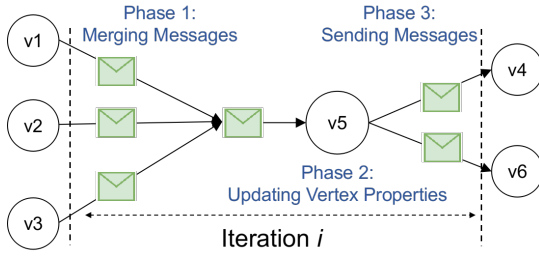 Phase 1:
Merging Messages
Phase 3:
Sending Messages
v1
v2
v3
v5
v4
v6
Phase 2:
Updating Vertex Properties
Iteration i